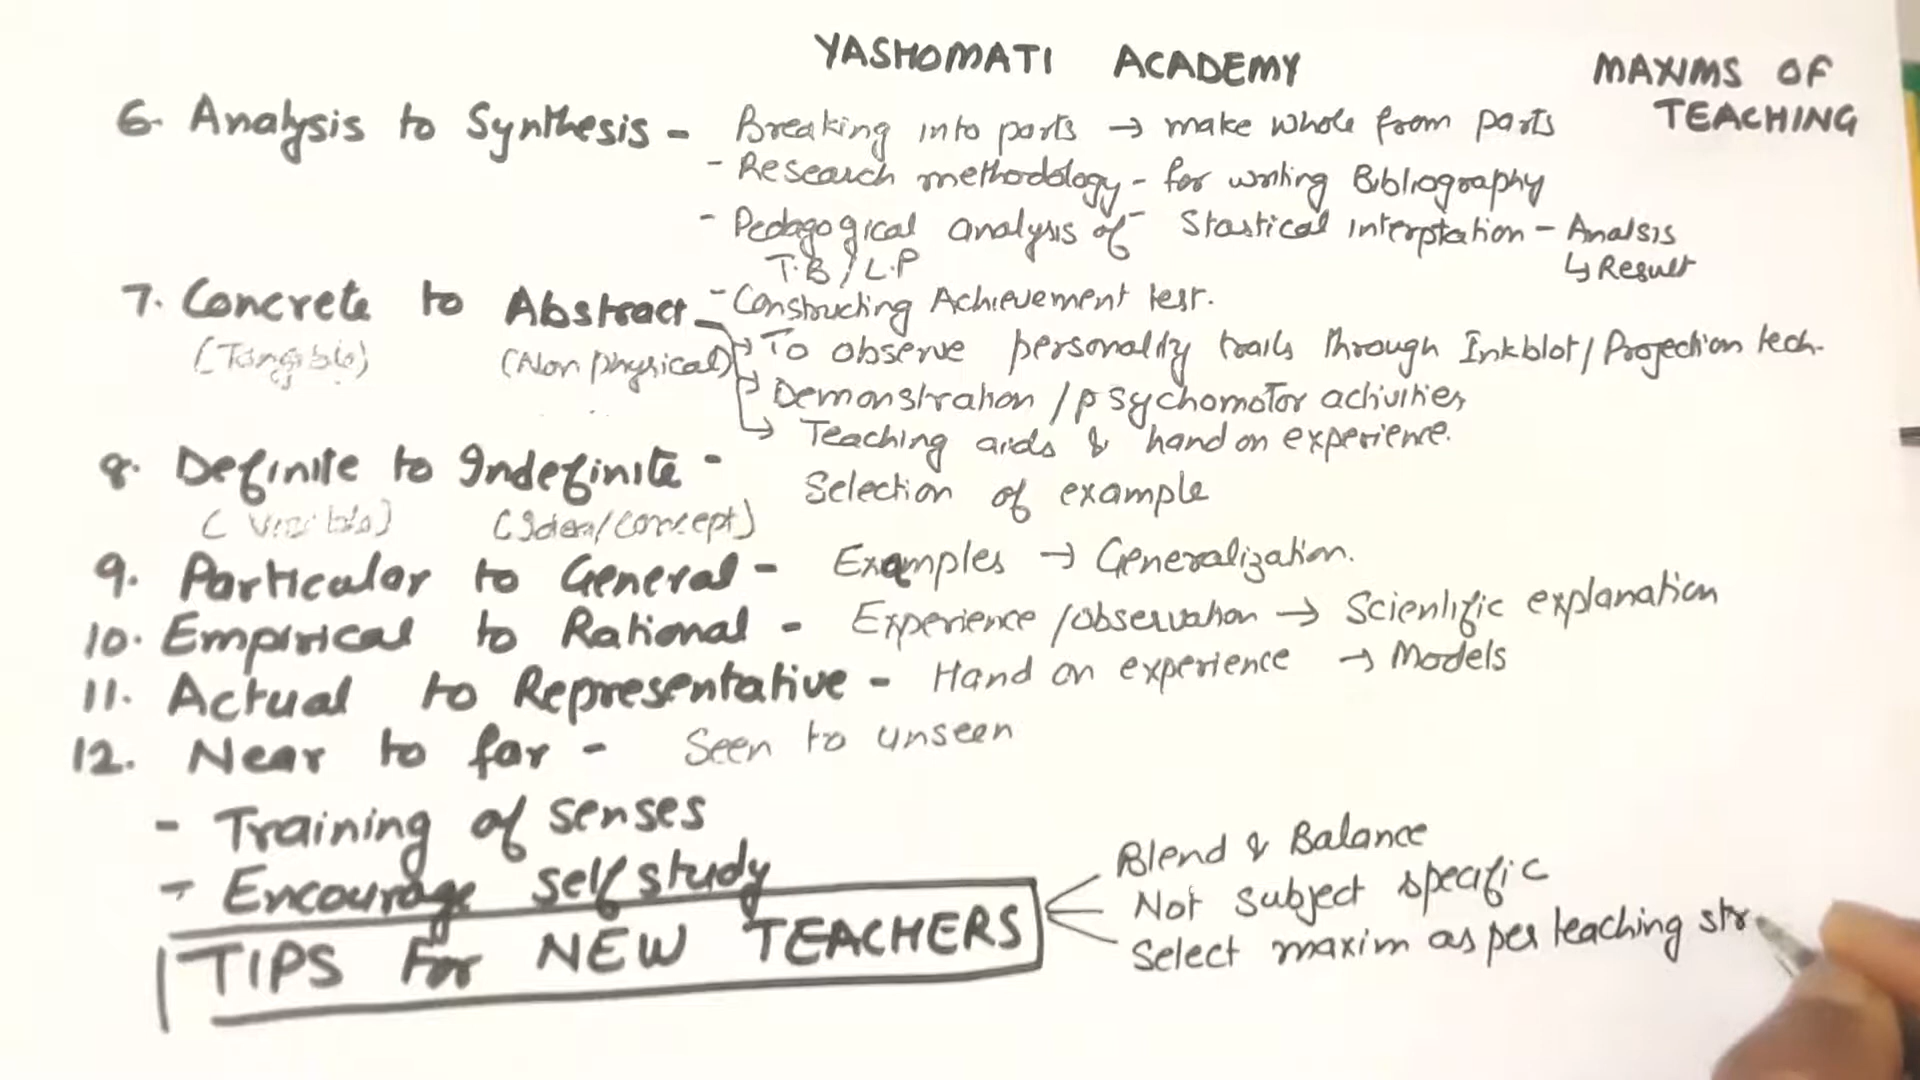 YASHOMATI ACADEMY
MAXIMS OF
TEACHING
6. Analysis to Synthesis - Breaking into parts → make whole from parts
- Research methodology - for writing Bibliography
- Pedagogical analysis of - Stastical Interptation - Analsis
T.B / L.P
↳ Result
7. Concrete to Abstract - Constructing Achievement test.
(Tangible) (Non physical)
→ To observe personality traits through Inkblot / Projection tech.
→ Demonstration / psychomotor activities
→ Teaching aids & hand on experience.
8. Definite to Indefinite - Selection of example
(Visible) (Idea/concept)
9. Particular to General - Examples → Generalization.
10. Empirical to Rational - Experience / observation → Scientific explanation
11. Actual to Representative - Hand on experience → Models
12. Near to far - Seen to unseen
- Training of senses
- Encourage self study
TIPS For NEW TEACHERS
Blend & Balance
Not subject specific
Select maxim as per teaching str